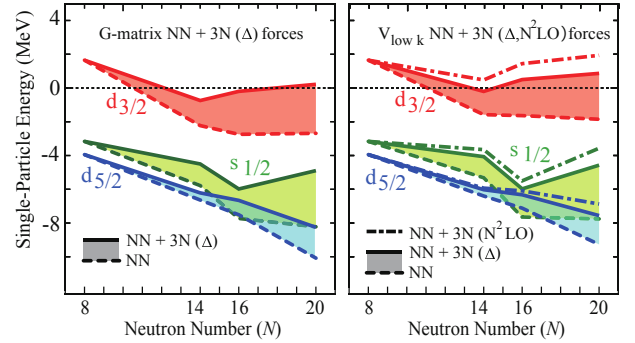 G-matrix NN + 3N (Δ) forces
V low k NN + 3N (Δ,N²LO) forces
Single-Particle Energy (MeV)
4
0
-4
-8
d3/2
s1/2
d5/2
NN + 3N (Δ)
NN
8
14
16
20
Neutron Number (N)
d3/2
s1/2
d5/2
NN + 3N (N²LO)
NN + 3N (Δ)
NN
8
14
16
20
Neutron Number (N)